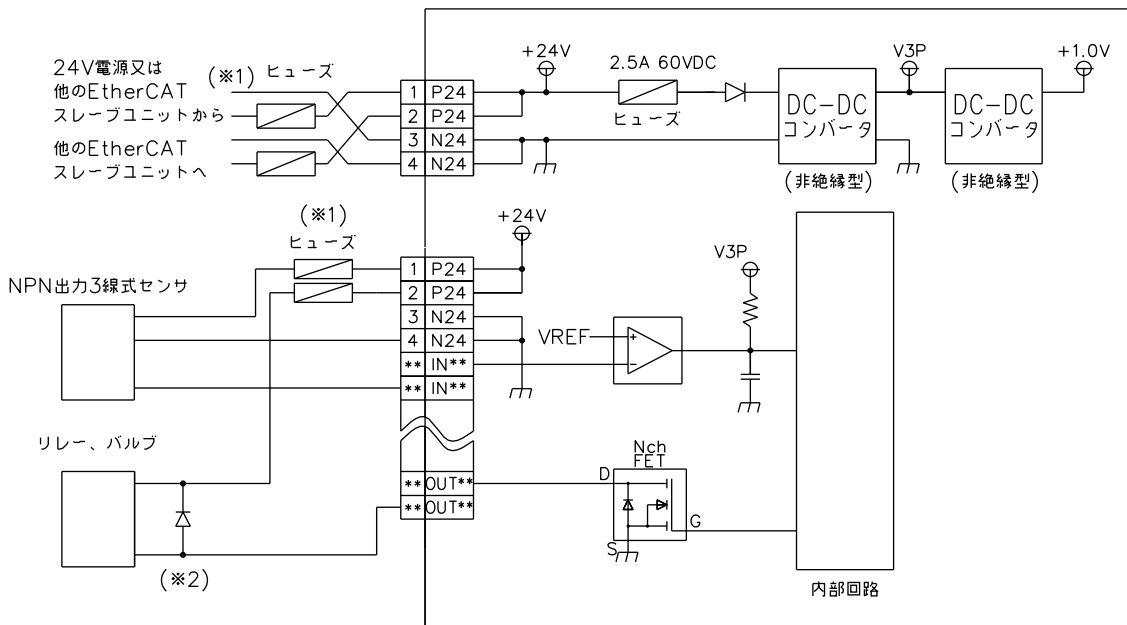 24V電源又は
他のEtherCAT
スレーブユニットから
他のEtherCAT
スレーブユニットへ
(※1) ヒューズ
1 P24
2 P24
3 N24
4 N24
+24V
2.5A 60VDC
ヒューズ
DC-DC
コンバータ
(非絶縁型)
V3P
DC-DC
コンバータ
(非絶縁型)
+1.0V
(※1)
ヒューズ
+24V
NPN出力3線式センサ
1 P24
2 P24
3 N24
4 N24
** IN**
** IN**
VREF
+
-
V3P
リレー、バルブ
(※2)
** OUT**
** OUT**
Nch
FET
D
G
S
内部回路